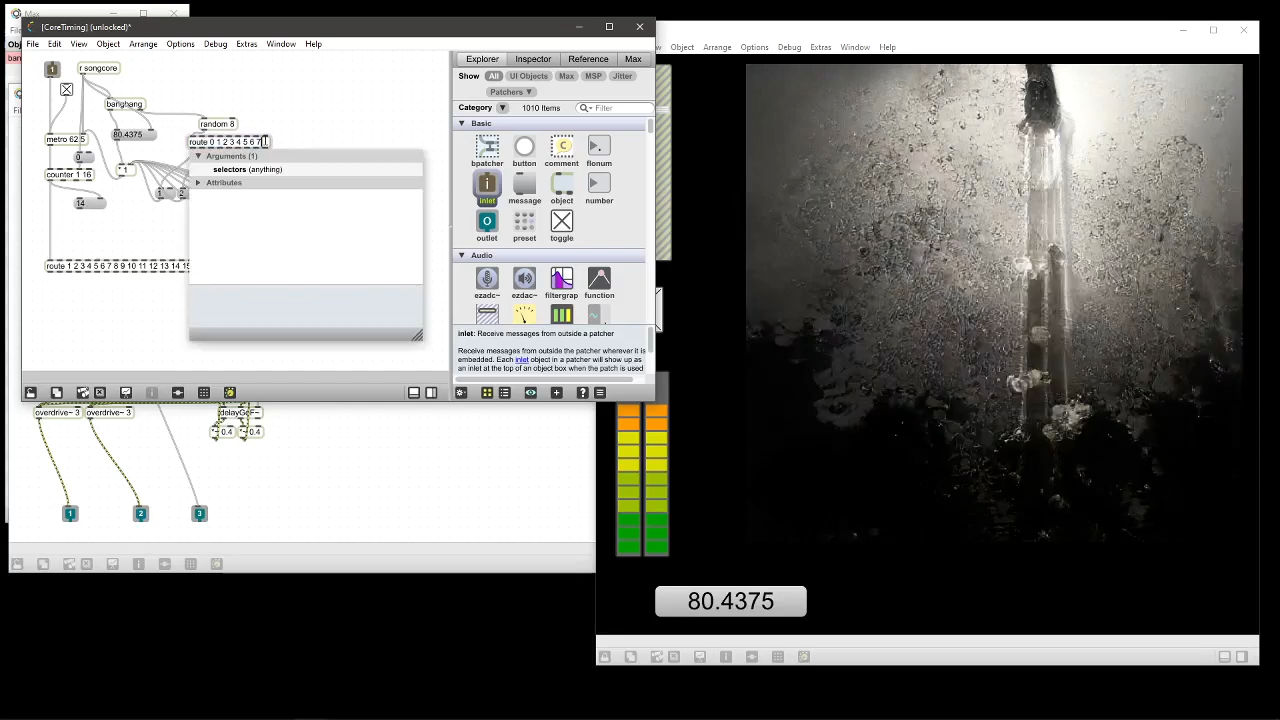 Max
[CoreTiming] (unlocked)*
File Edit View Object Arrange Options Debug Extras Window Help
Object Arrange Options Debug Extras Window Help
r songcore
bangbang
80.4375
random 8
metro 62.5
route 0 1 2 3 4 5 6 7
0
* 1
counter 1 16
14
route 1 2 3 4 5 6 7 8 9 10 11 12 13 14 15
Arguments (1)
selectors (anything)
Attributes
Explorer Inspector Reference Max
Show All UI Objects Max MSP Jitter
Patchers ▼
Category ▼ 1010 Items Filter
Basic
bpatcher button comment flonum
inlet message object number
outlet preset toggle
Audio
ezadc~ ezdac~ filtergrap function
inlet: Receive messages from outside a patcher
Receive messages from outside the patcher wherever it is
embedded. Each inlet object in a patcher will show up as
an inlet at the top of an object box when the patch is used
overdrive~ 3 overdrive~ 3
*~ 0.4 *~ 0.4
1 2 3
80.4375